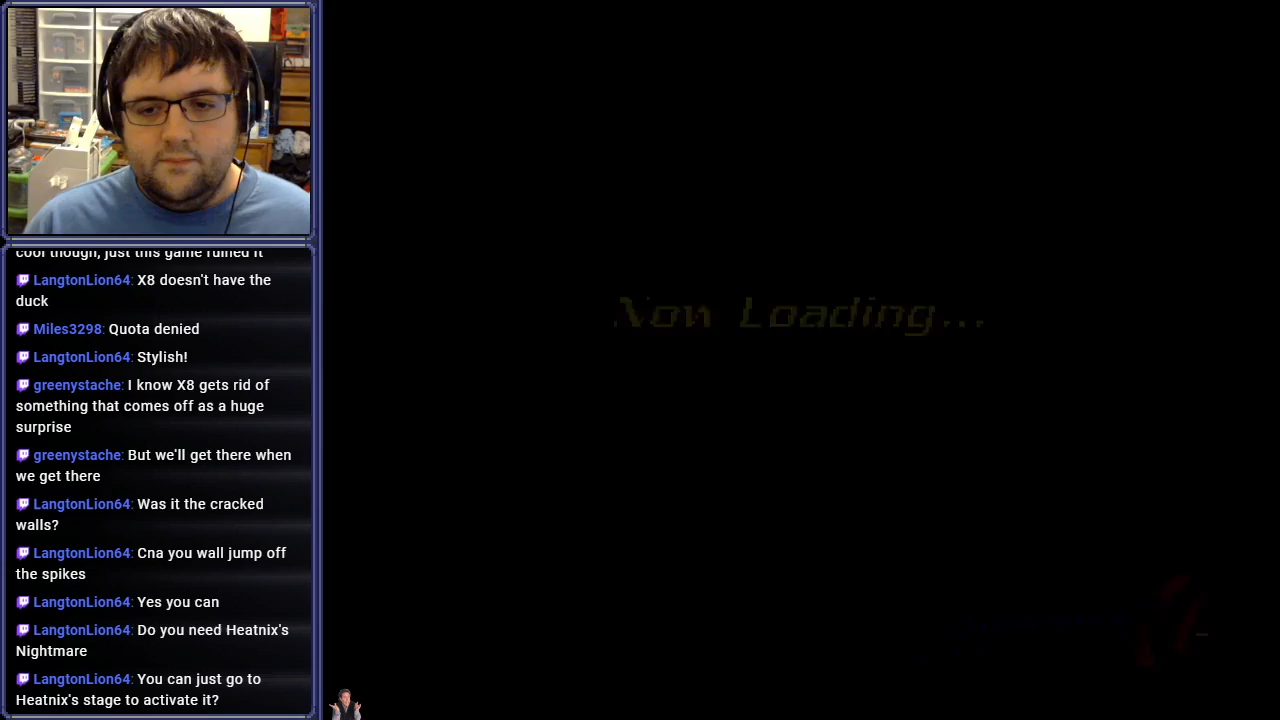 cool though, just this game ruined it
LangtonLion64: X8 doesn't have the
duck
Miles3298: Quota denied
LangtonLion64: Stylish!
greenystache: I know X8 gets rid of
something that comes off as a huge
surprise
greenystache: But we'll get there when
we get there
LangtonLion64: Was it the cracked
walls?
LangtonLion64: Cna you wall jump off
the spikes
LangtonLion64: Yes you can
LangtonLion64: Do you need Heatnix's
Nightmare
LangtonLion64: You can just go to
Heatnix's stage to activate it?
Now Loading...